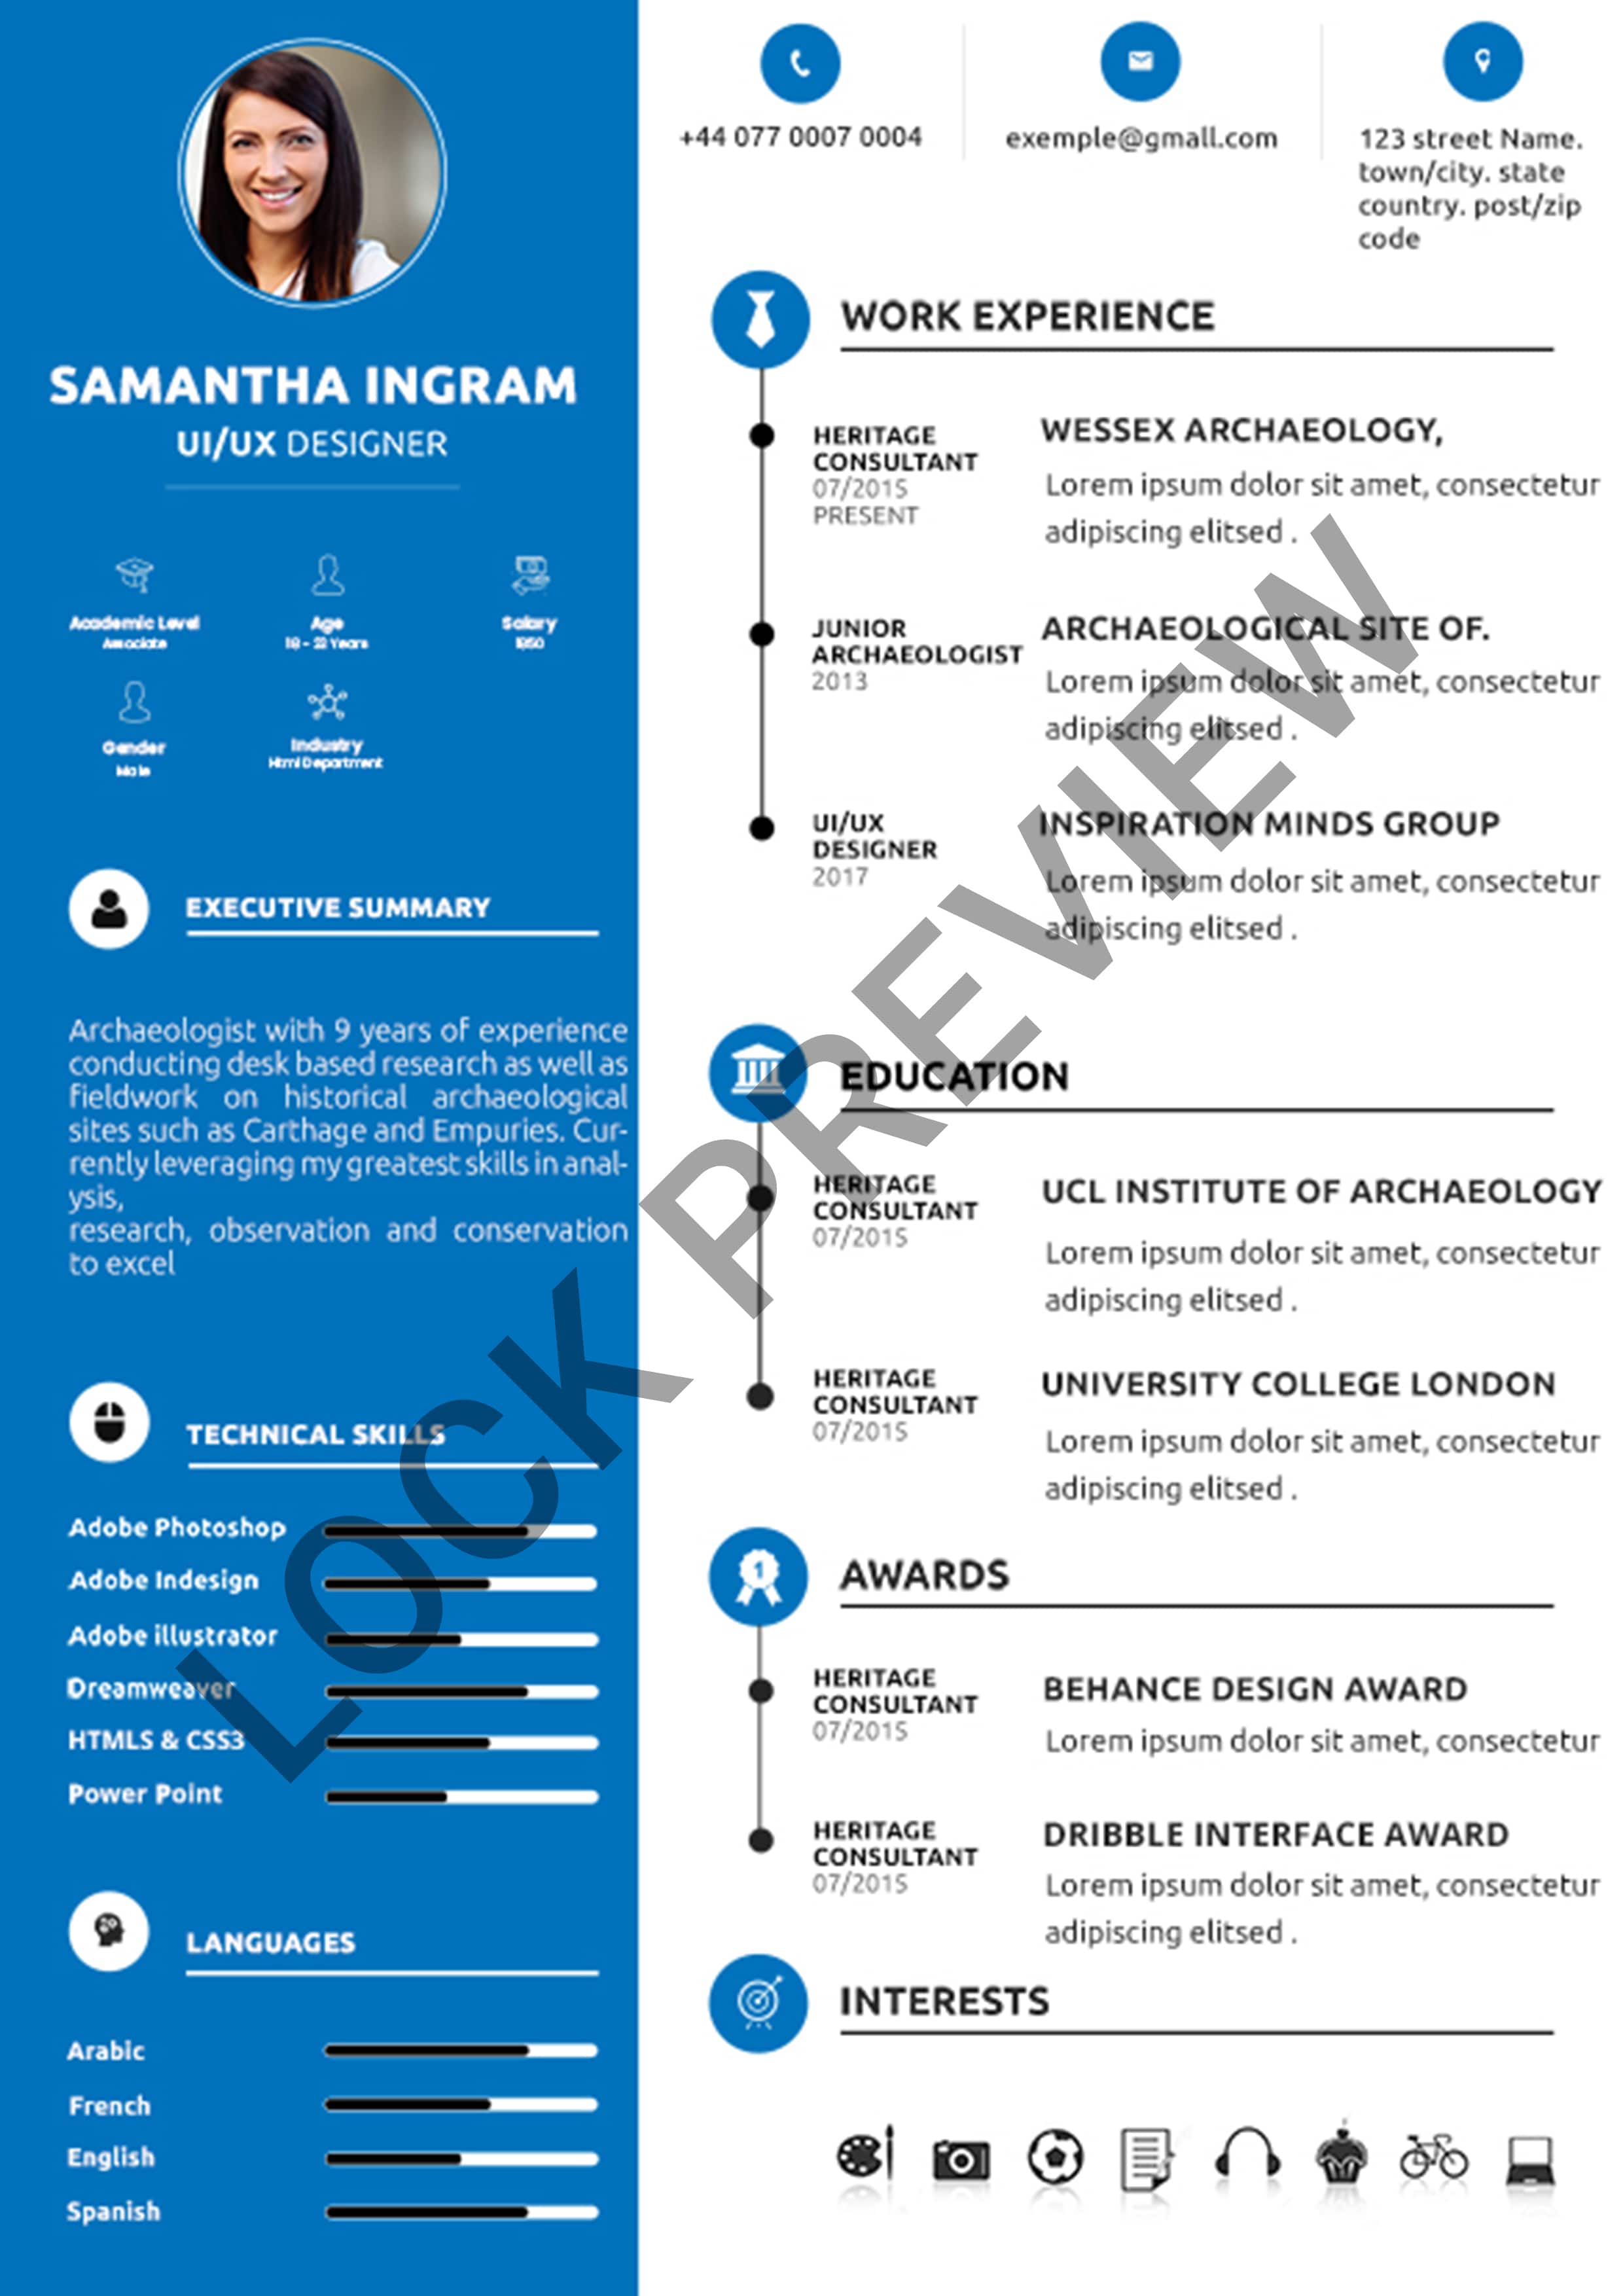 SAMANTHA INGRAM
UI/UX DESIGNER
Academic Level
Associate
Age
18 - 22 Years
Salary
Gender
Male
Industry
Html Department
EXECUTIVE SUMMARY
Archaeologist with 9 years of experience
conducting desk based research as well as
fieldwork on historical archaeological
sites such as Carthage and Empuries. Cur-
rently leveraging my greatest skills in anal-
ysis,
research, observation and conservation
to excel
TECHNICAL SKILLS
Adobe Photoshop
Adobe Indesign
Adobe illustrator
Dreamweaver
HTMLS & CSS3
Power Point
LANGUAGES
Arabic
French
English
Spanish
+44 077 0007 0004
exemple@gmall.com
123 street Name.
town/city. state
country. post/zip
code
WORK EXPERIENCE
HERITAGE
CONSULTANT
07/2015
PRESENT
WESSEX ARCHAEOLOGY,
Lorem ipsum dolor sit amet, consectetur
adipiscing elitsed .
JUNIOR
ARCHAEOLOGIST
2013
ARCHAEOLOGICAL SITE OF.
Lorem ipsum dolor sit amet, consectetur
adipiscing elitsed .
UI/UX
DESIGNER
2017
INSPIRATION MINDS GROUP
Lorem ipsum dolor sit amet, consectetur
adipiscing elitsed .
EDUCATION
HERITAGE
CONSULTANT
07/2015
UCL INSTITUTE OF ARCHAEOLOGY
Lorem ipsum dolor sit amet, consectetur
adipiscing elitsed .
HERITAGE
CONSULTANT
07/2015
UNIVERSITY COLLEGE LONDON
Lorem ipsum dolor sit amet, consectetur
adipiscing elitsed .
AWARDS
1
HERITAGE
CONSULTANT
07/2015
BEHANCE DESIGN AWARD
Lorem ipsum dolor sit amet, consectetur
HERITAGE
CONSULTANT
07/2015
DRIBBLE INTERFACE AWARD
Lorem ipsum dolor sit amet, consectetur
adipiscing elitsed .
INTERESTS
LOCK PREVIEW